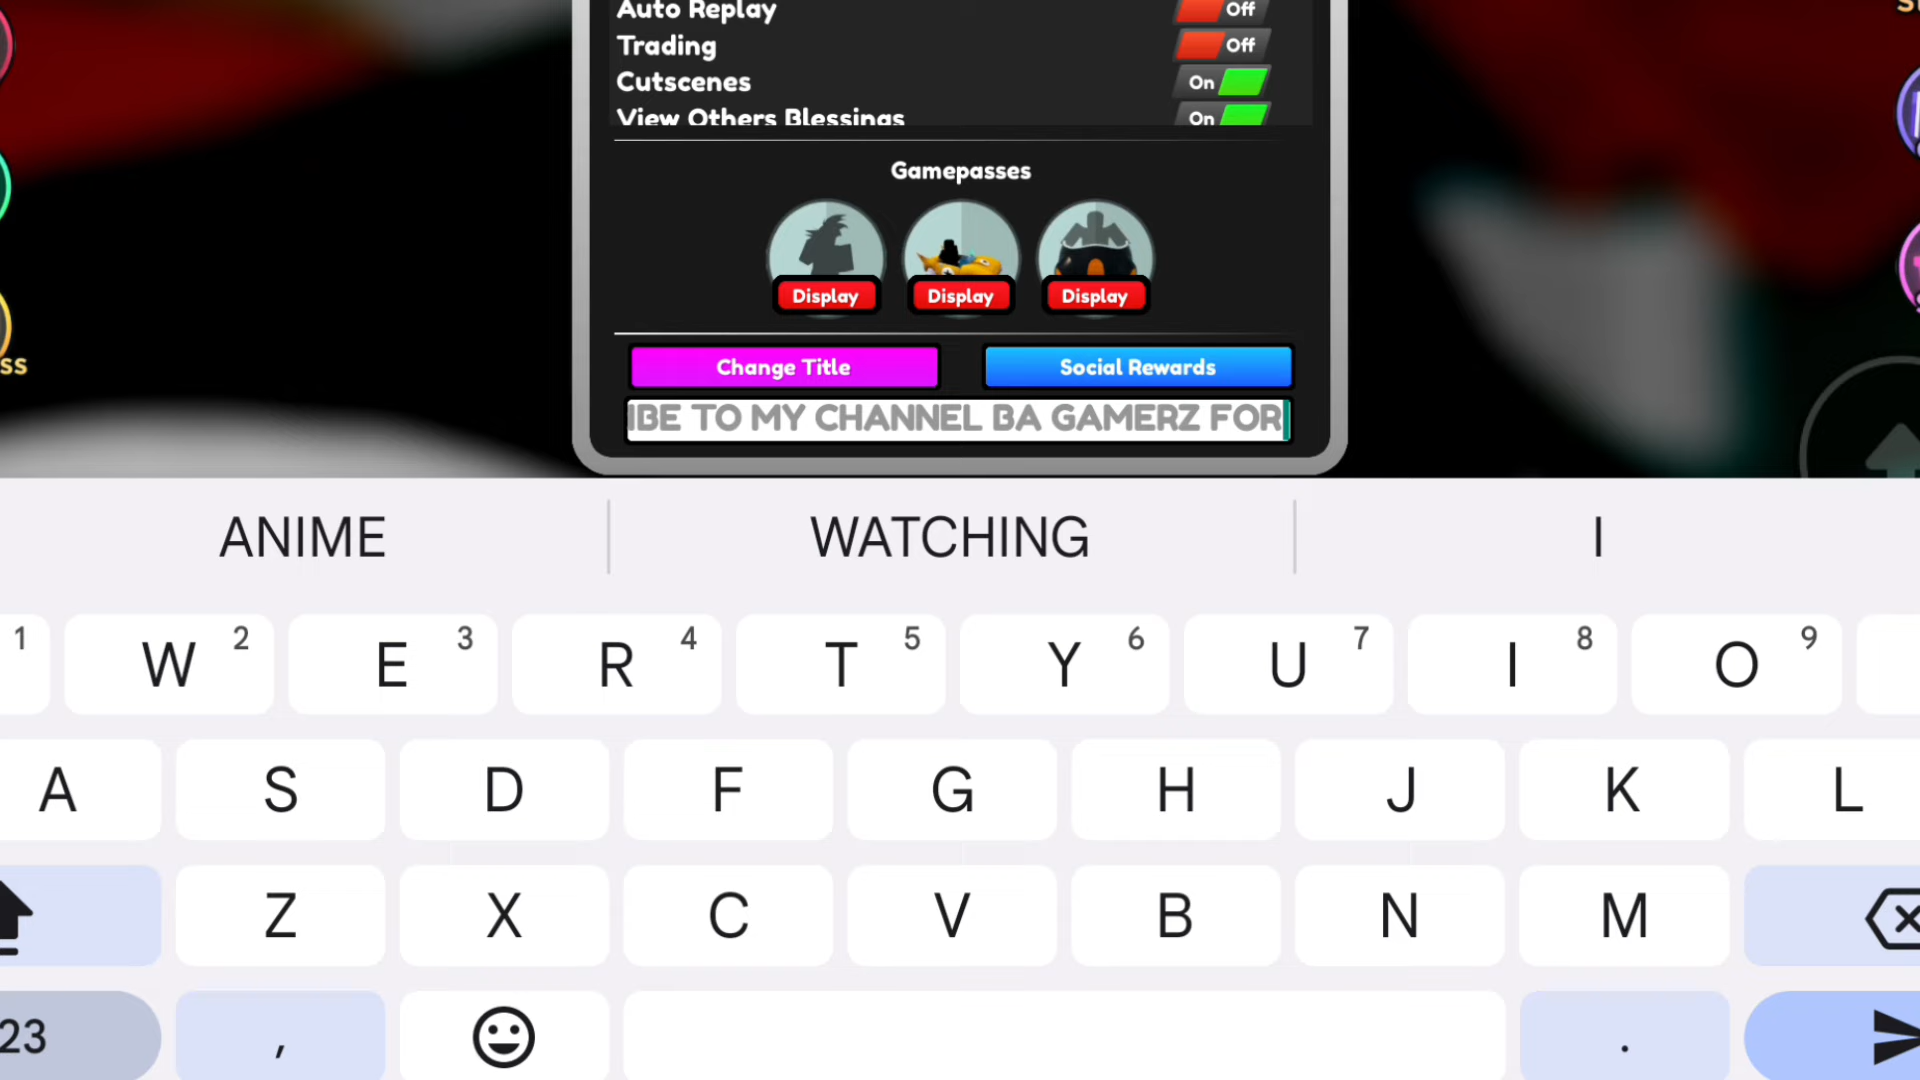 Auto Replay Off
Trading Off
Cutscenes On
View Others Blessings On
Gamepasses
Display Display Display
Change Title Social Rewards
IBE TO MY CHANNEL BA GAMERZ FOR
ss
ANIME WATCHING I
1 W 2 E 3 R 4 T 5 Y 6 U 7 I 8 O 9
A S D F G H J K L
Z X C V B N M
23 , .